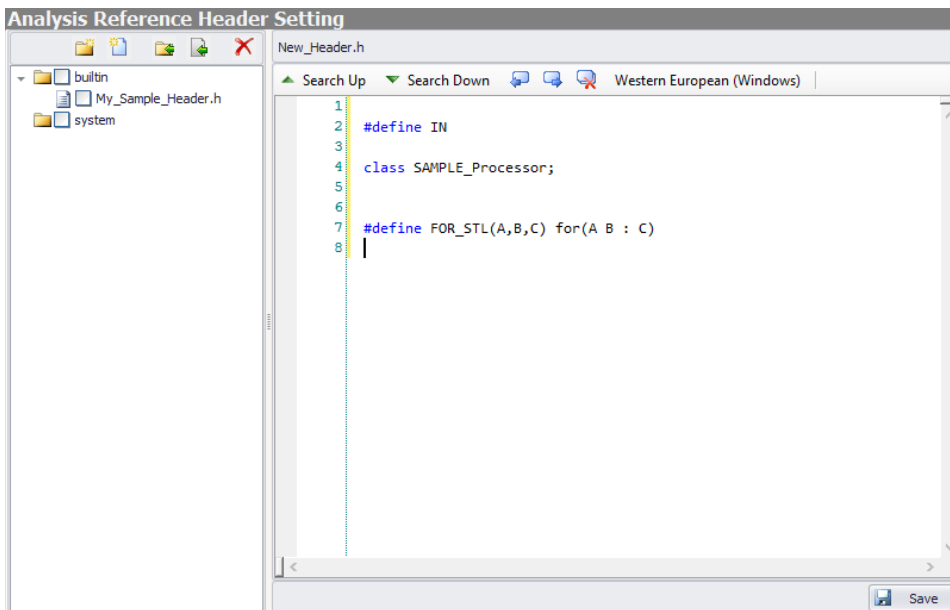 Analysis Reference Header Setting
New_Header.h
builtin
My_Sample_Header.h
system
Search Up Search Down Western European (Windows)
1
2 #define IN
3
4 class SAMPLE_Processor;
5
6
7 #define FOR_STL(A,B,C) for(A B : C)
8
Save